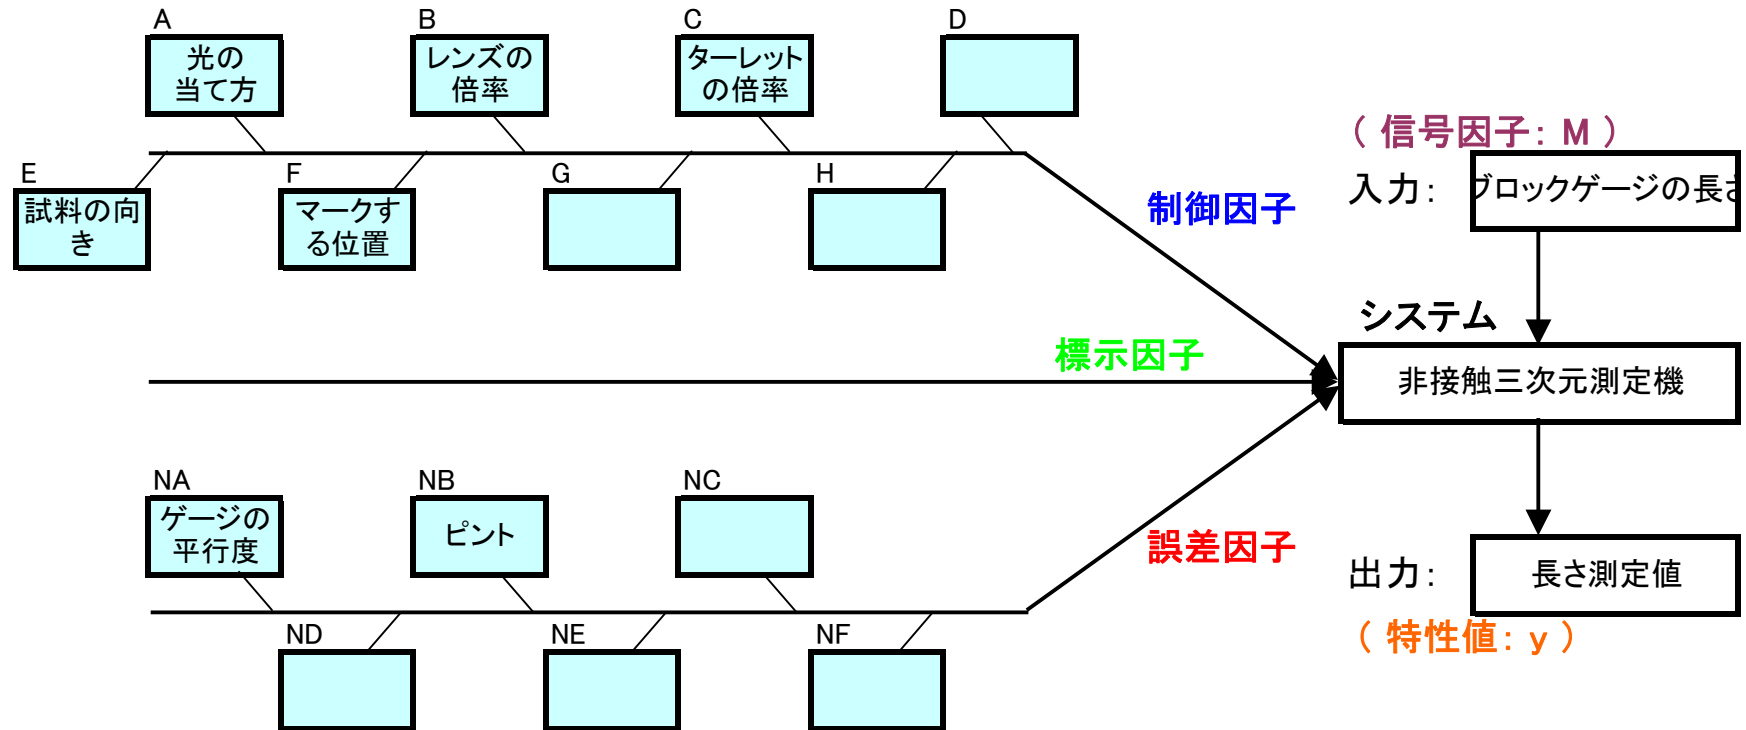 A
B
C
D
光の
当て方
レンズの
倍率
ターレット
の倍率
(信号因子: M)
E
F
G
H
試料の向
き
マークす
る位置
制御因子
入力:
ブロックゲージの長さ
システム
標示因子
非接触三次元測定機
NA
NB
NC
ゲージの
平行度
ピント
誤差因子
出力:
長さ測定値
(特性値: y)
ND
NE
NF